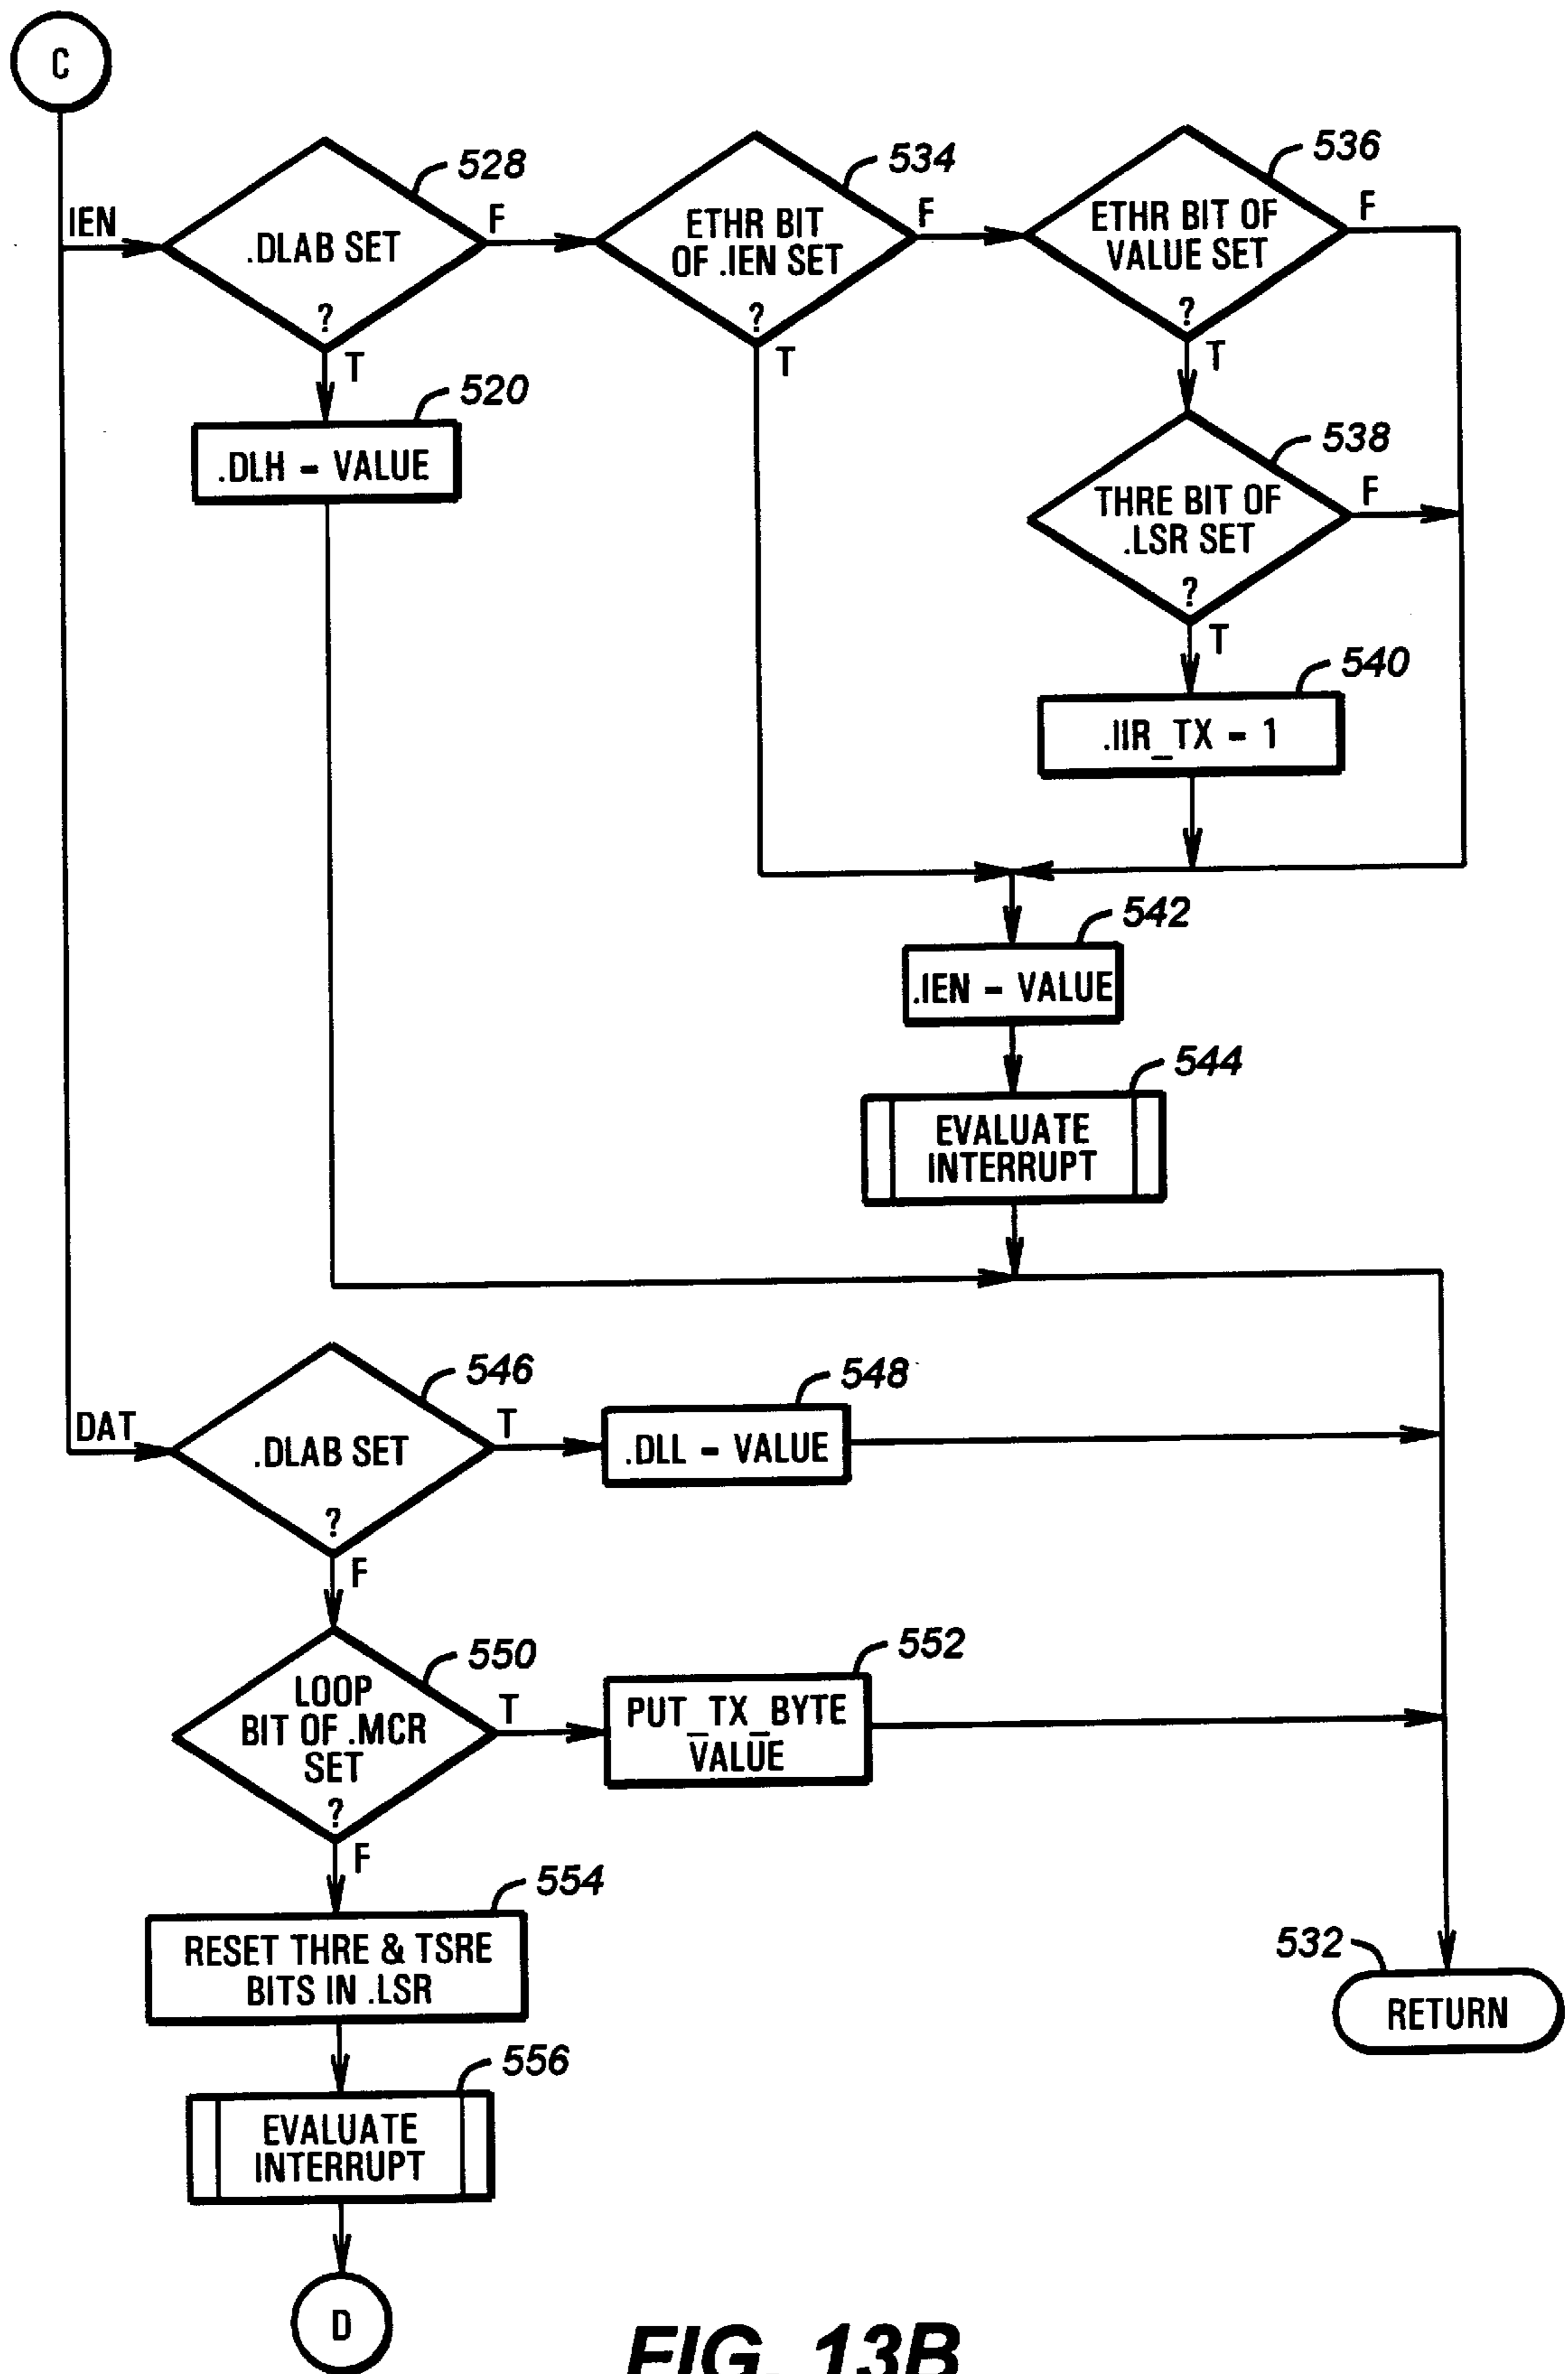 C
IEN
528
.DLAB SET
?
F
T
534
ETHR BIT
OF .IEN SET
?
F
T
536
ETHR BIT OF
VALUE SET
?
F
T
520
.DLH = VALUE
538
THRE BIT OF
.LSR SET
?
F
T
540
.IIR_TX = 1
542
.IEN = VALUE
544
EVALUATE
INTERRUPT
DAT
546
.DLAB SET
?
T
F
548
.DLL = VALUE
550
LOOP
BIT OF .MCR
SET
?
T
F
552
PUT_TX_BYTE
VALUE
554
RESET THRE & TSRE
BITS IN .LSR
532
RETURN
556
EVALUATE
INTERRUPT
D
FIG. 13B